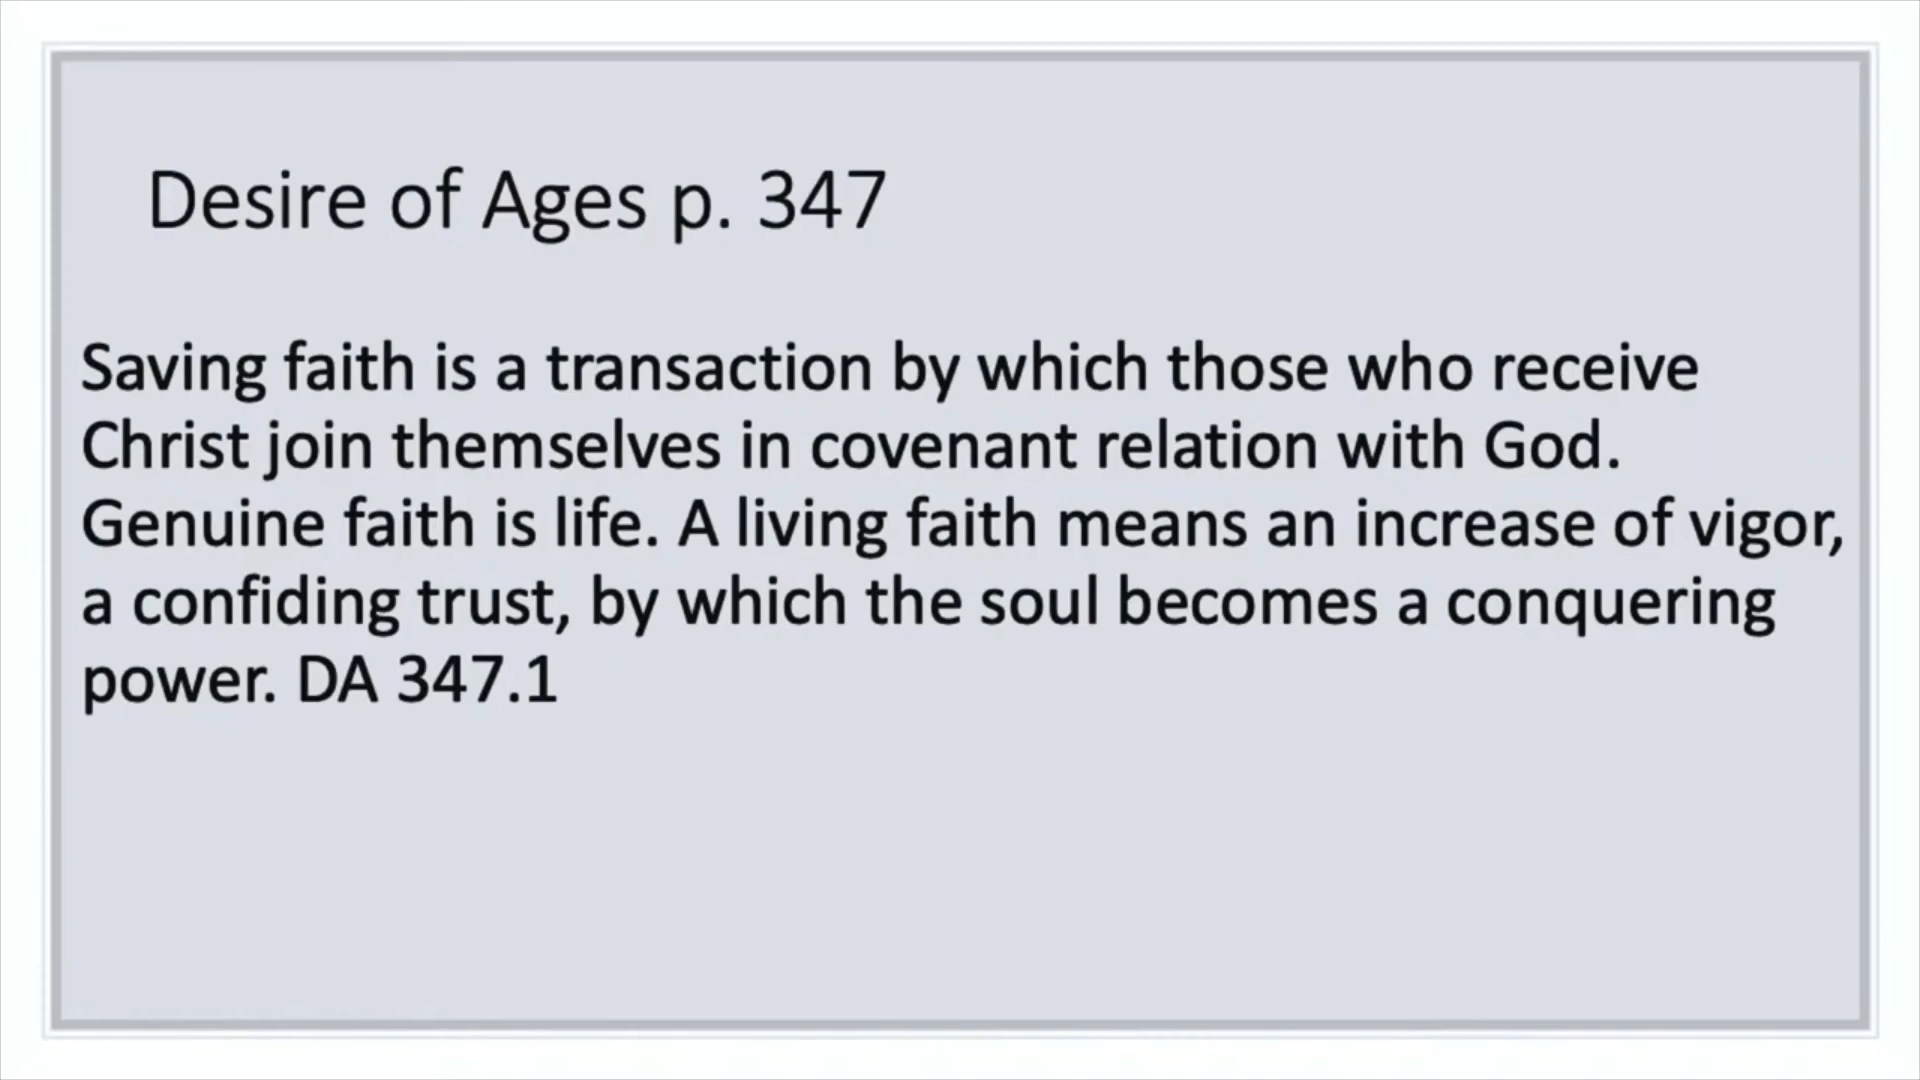 Desire of Ages p. 347
Saving faith is a transaction by which those who receive
Christ join themselves in covenant relation with God.
Genuine faith is life. A living faith means an increase of vigor,
a confiding trust, by which the soul becomes a conquering
power. DA 347.1